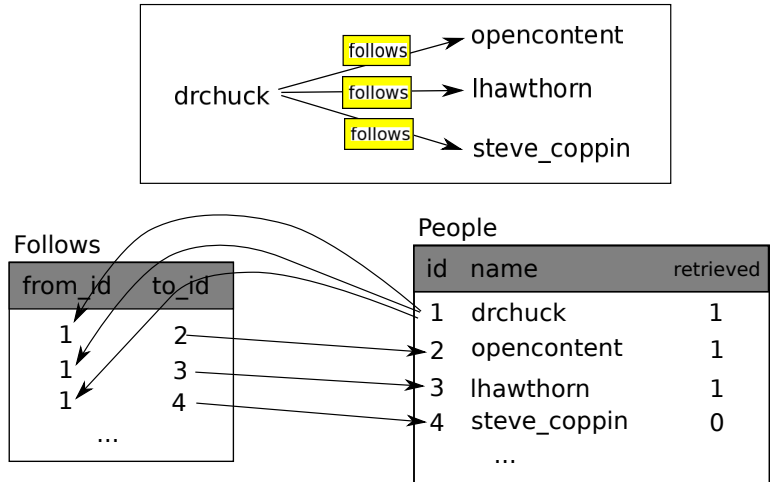 follows opencontent
drchuck follows lhawthorn
follows steve_coppin
Follows
from_id to_id
1 2
1 3
1 4
...
People
id name retrieved
1 drchuck 1
2 opencontent 1
3 lhawthorn 1
4 steve_coppin 0
...